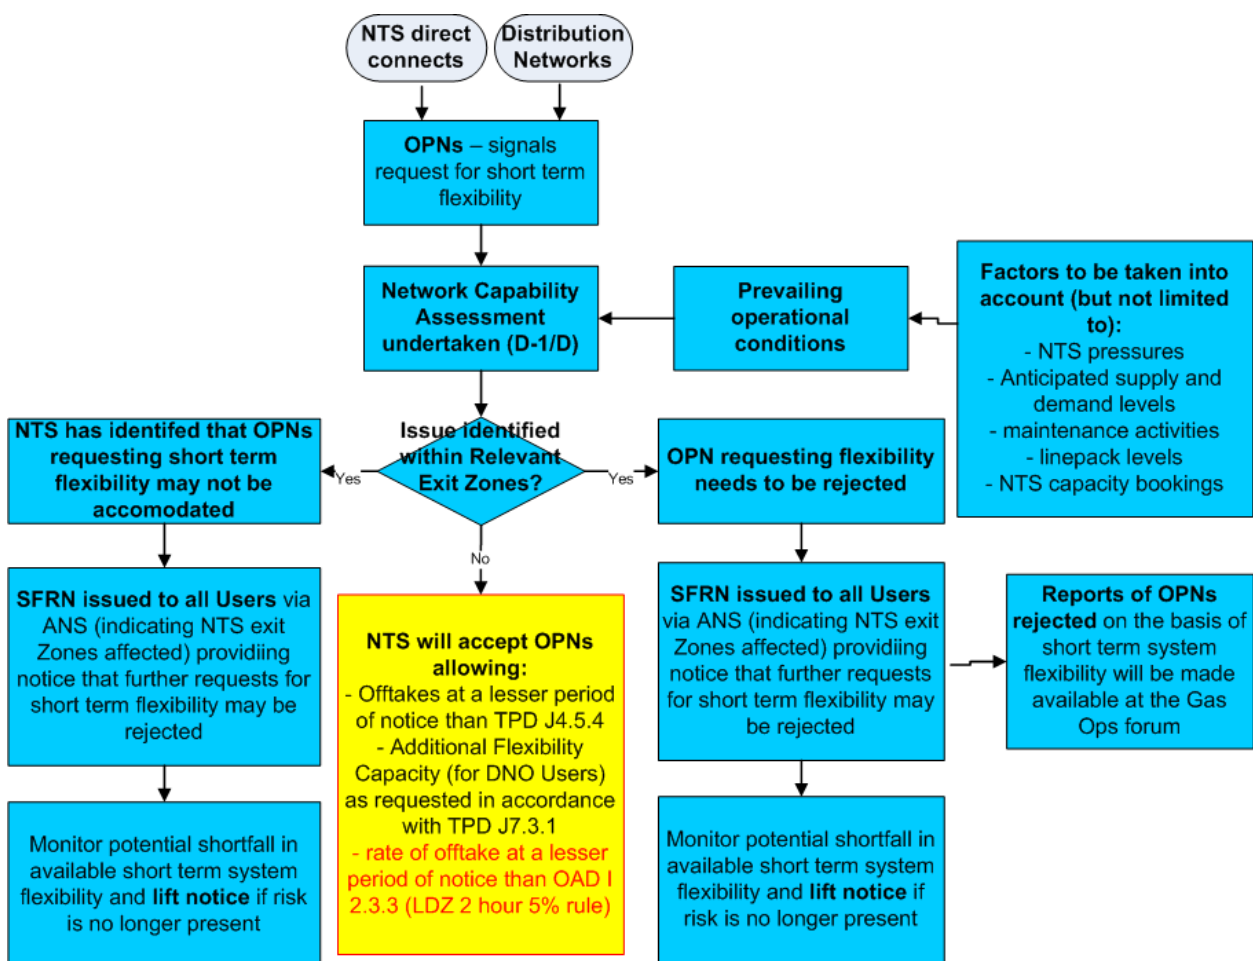 NTS direct
connects
Distribution
Networks
OPNs – signals
request for short term
flexibility
Network Capability
Assessment
undertaken (D-1/D)
Prevailing
operational
conditions
Factors to be taken into
account (but not limited
to):
- NTS pressures
- Anticipated supply and
demand levels
- maintenance activities
- linepack levels
- NTS capacity bookings
NTS has identifed that OPNs
requesting short term
flexibility may not be
accomodated
Yes
Issue identified
within Relevant
Exit Zones?
Yes
OPN requesting flexibility
needs to be rejected
No
SFRN issued to all Users via
ANS (indicating NTS exit
Zones affected) providiing
notice that further requests for
short term flexibility may be
rejected
NTS will accept OPNs
allowing:
- Offtakes at a lesser period
of notice than TPD J4.5.4
- Additional Flexibility
Capacity (for DNO Users)
as requested in accordance
with TPD J7.3.1
- rate of offtake at a lesser
period of notice than OAD I
2.3.3 (LDZ 2 hour 5% rule)
SFRN issued to all Users
via ANS (indicating NTS exit
Zones affected) providiing
notice that further requests
for short term flexibility may
be rejected
Reports of OPNs
rejected on the basis of
short term system
flexibility will be made
available at the Gas
Ops forum
Monitor potential shortfall in
available short term system
flexibility and lift notice if risk
is no longer present
Monitor potential shortfall in
available short term system
flexibility and lift notice if
risk is no longer present